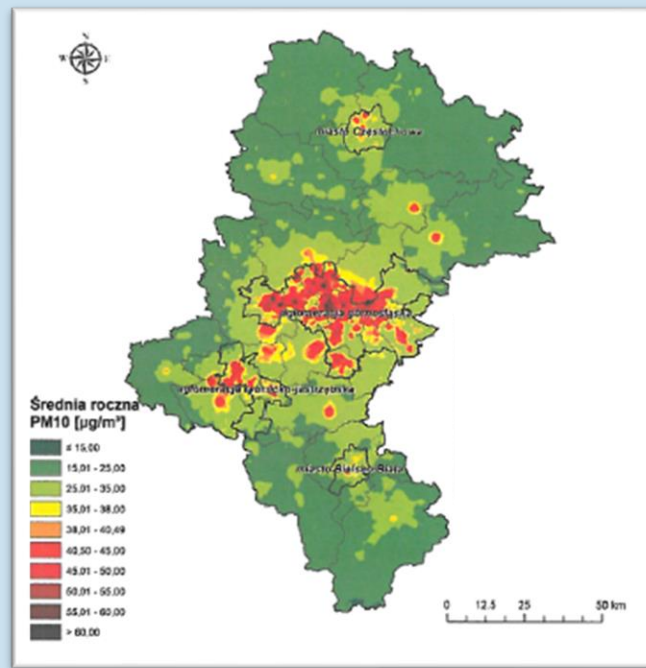 N
W
E
S
miasto Częstochowa
aglomeracja górnośląska
aglomeracja rybnicko-jastrzębska
miasto Bielsko-Biała
Średnia roczna
PM10 [µg/m³]
≤ 15,00
15,01 - 25,00
25,01 - 35,00
35,01 - 38,00
38,01 - 40,49
40,50 - 45,00
45,01 - 50,00
50,01 - 55,00
55,01 - 60,00
> 60,00
0 12,5 25 50 km